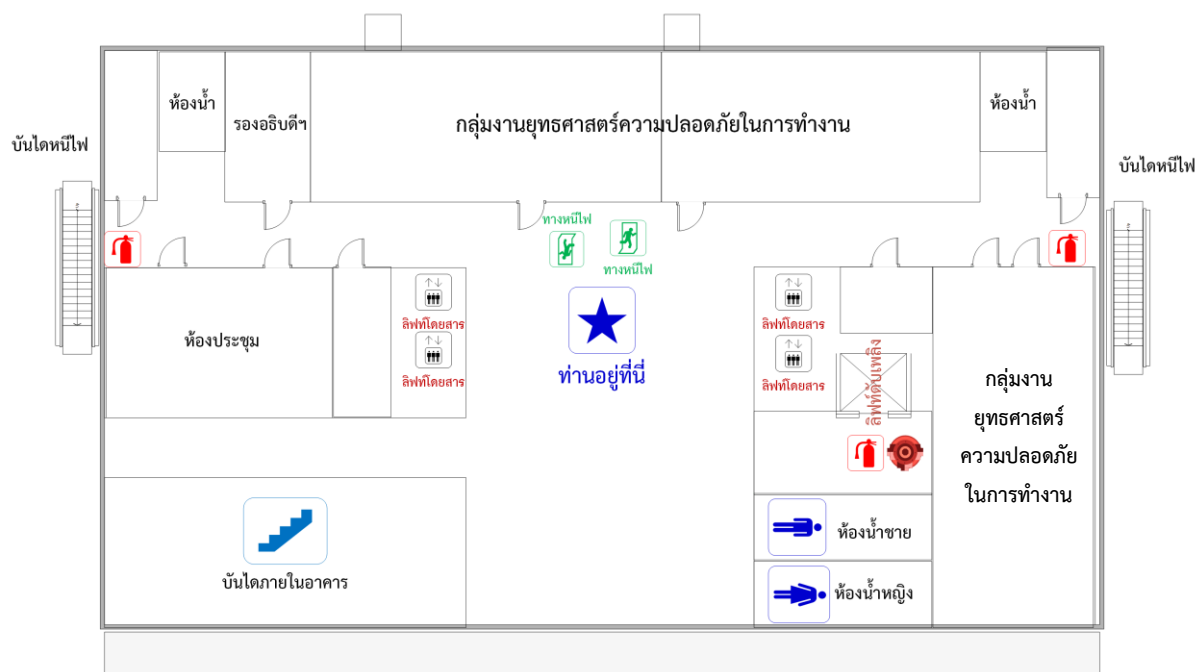 ห้องน้ำ
รองอธิบดีฯ
กลุ่มงานยุทธศาสตร์ความปลอดภัยในการทำงาน
ห้องน้ำ
บันไดหนีไฟ
บันไดหนีไฟ
ทางหนีไฟ
ทางหนีไฟ
ลิฟท์โดยสาร
ลิฟท์โดยสาร
ห้องประชุม
ท่านอยู่ที่นี่
ลิฟท์โดยสาร
ลิฟท์โดยสาร
ลิฟท์ดับเพลิง
กลุ่มงาน
ยุทธศาสตร์
ความปลอดภัย
ในการทำงาน
ห้องน้ำชาย
ห้องน้ำหญิง
บันไดภายในอาคาร